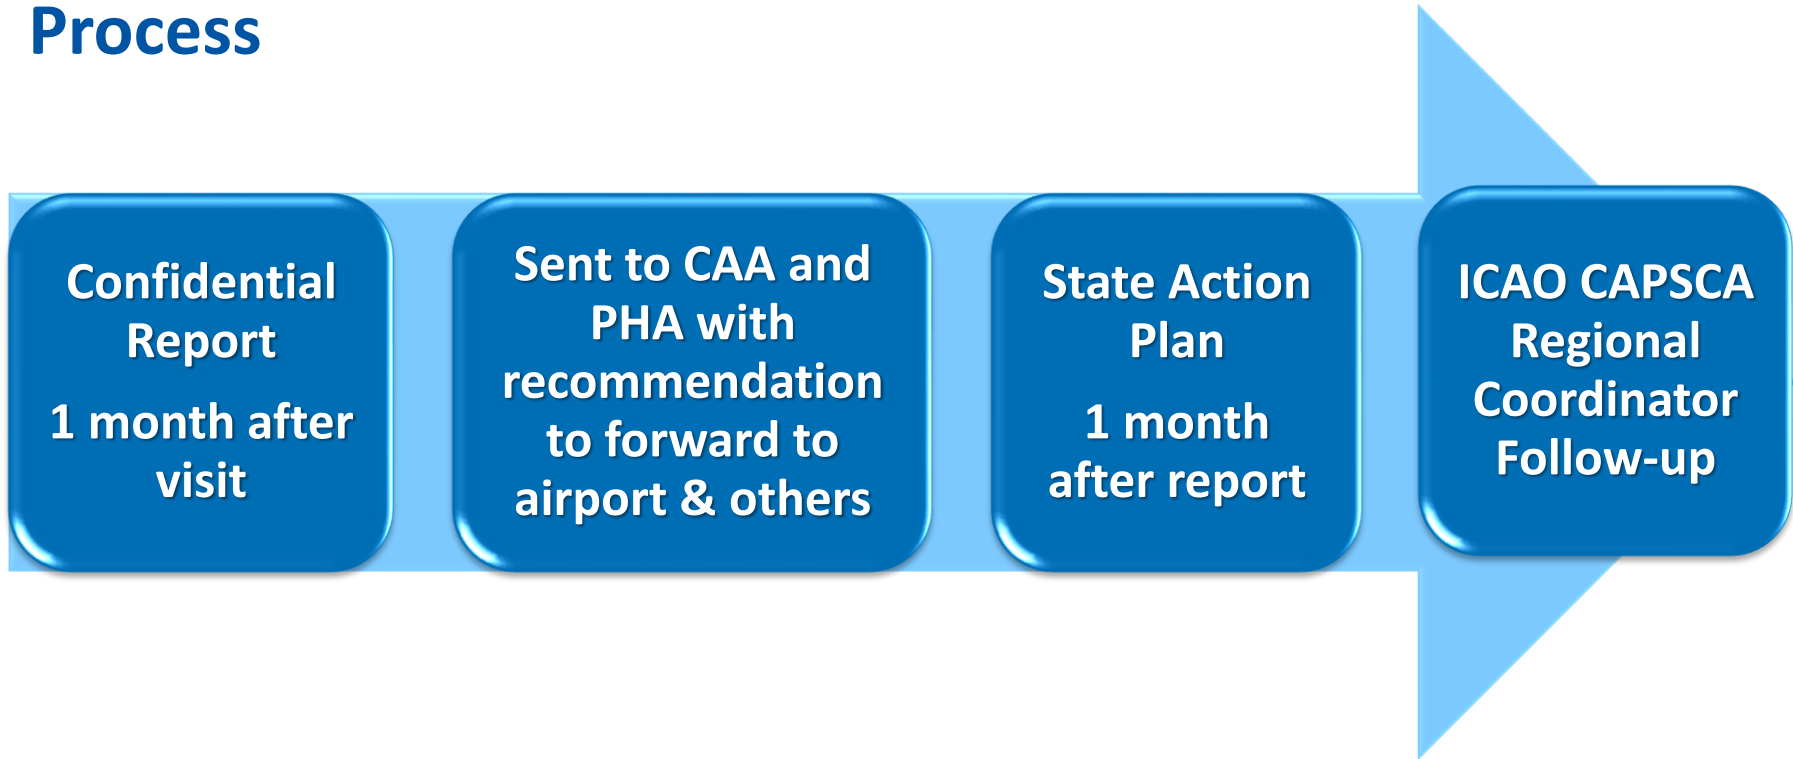 Process
Confidential
Report
1 month after
visit
Sent to CAA and
PHA with
recommendation
to forward to
airport & others
State Action
Plan
1 month
after report
ICAO CAPSCA
Regional
Coordinator
Follow-up